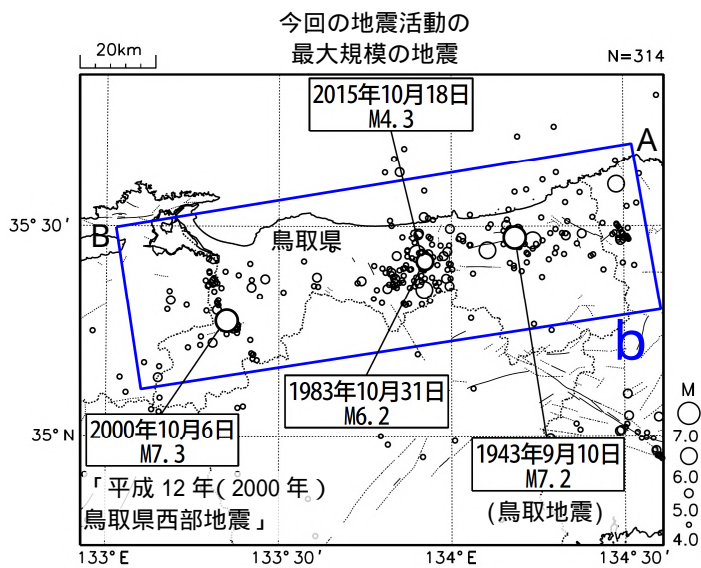 今回の地震活動の
最大規模の地震
20km
N=314
2015年10月18日
M4.3
A
35°30′
B
鳥取県
b
1983年10月31日
M6.2
2000年10月6日
M7.3
「平成12年(2000年)
鳥取県西部地震」
1943年9月10日
M7.2
(鳥取地震)
35°N
M
7.0
6.0
5.0
4.0
133°E
133°30′
134°E
134°30′